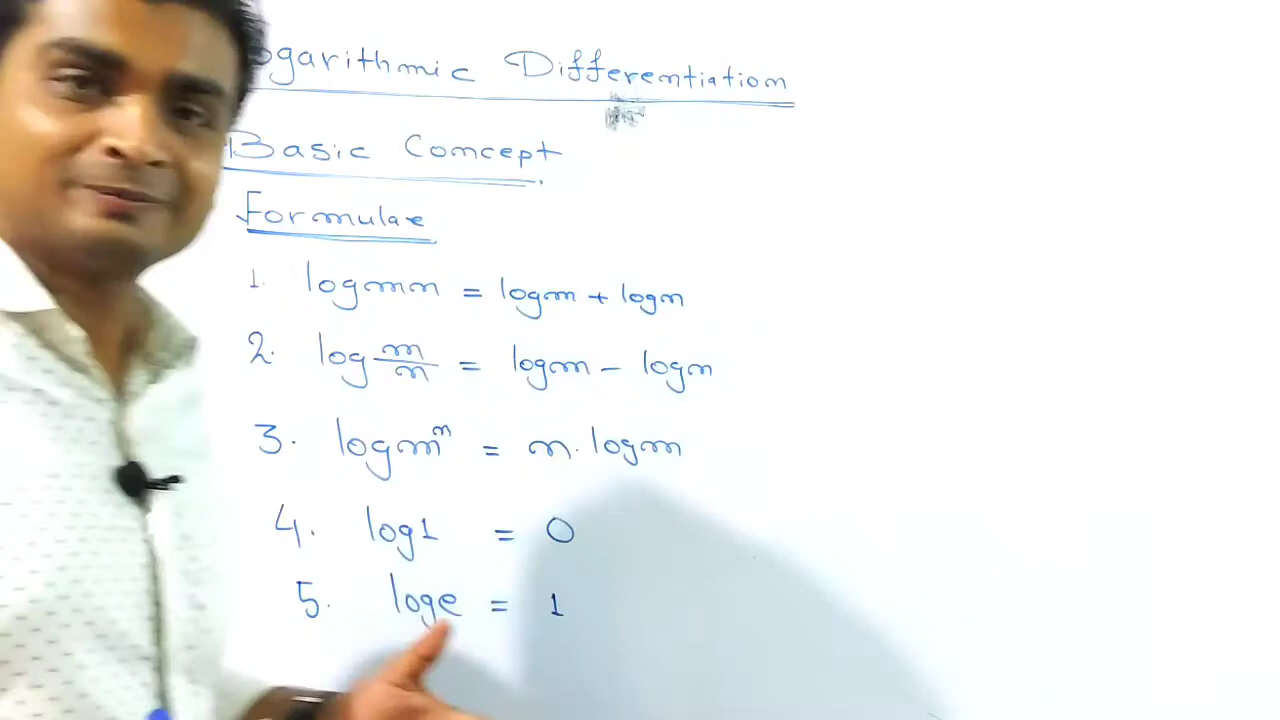 ogarithmic Differentiation
Basic Concept
Formulae
1. log mn = log m + log n
2. log m/n = log m - log n
3. log mⁿ = n. log m
4. log 1 = 0
5. log e = 1